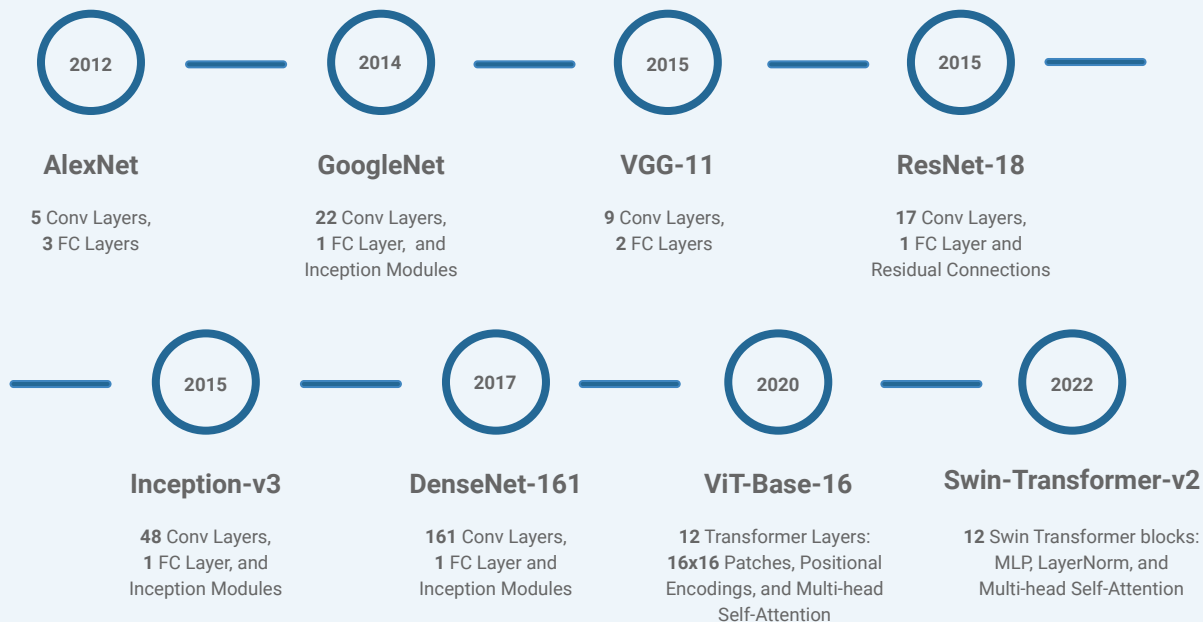 2012
2014
2015
2015
AlexNet
GoogleNet
VGG-11
ResNet-18
5 Conv Layers,
3 FC Layers
22 Conv Layers,
1 FC Layer, and
Inception Modules
9 Conv Layers,
2 FC Layers
17 Conv Layers,
1 FC Layer and
Residual Connections
2015
2017
2020
2022
Inception-v3
DenseNet-161
ViT-Base-16
Swin-Transformer-v2
48 Conv Layers,
1 FC Layer, and
Inception Modules
161 Conv Layers,
1 FC Layer and
Inception Modules
12 Transformer Layers:
16x16 Patches, Positional
Encodings, and Multi-head
Self-Attention
12 Swin Transformer blocks:
MLP, LayerNorm, and
Multi-head Self-Attention